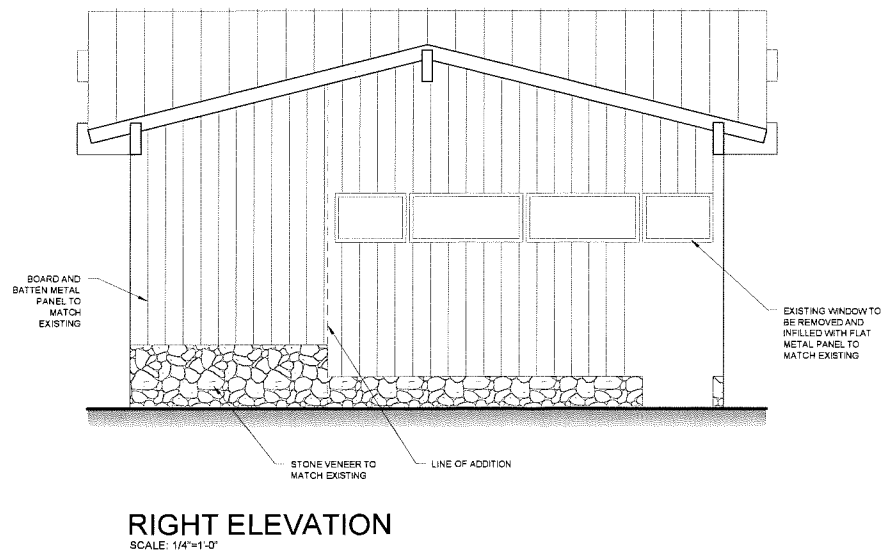 BOARD AND
BATTEN METAL
PANEL TO
MATCH
EXISTING
EXISTING WINDOW TO
BE REMOVED AND
INFILLED WITH FLAT
METAL PANEL TO
MATCH EXISTING
STONE VENEER TO
MATCH EXISTING
LINE OF ADDITION
RIGHT ELEVATION
SCALE: 1/4"=1'-0"